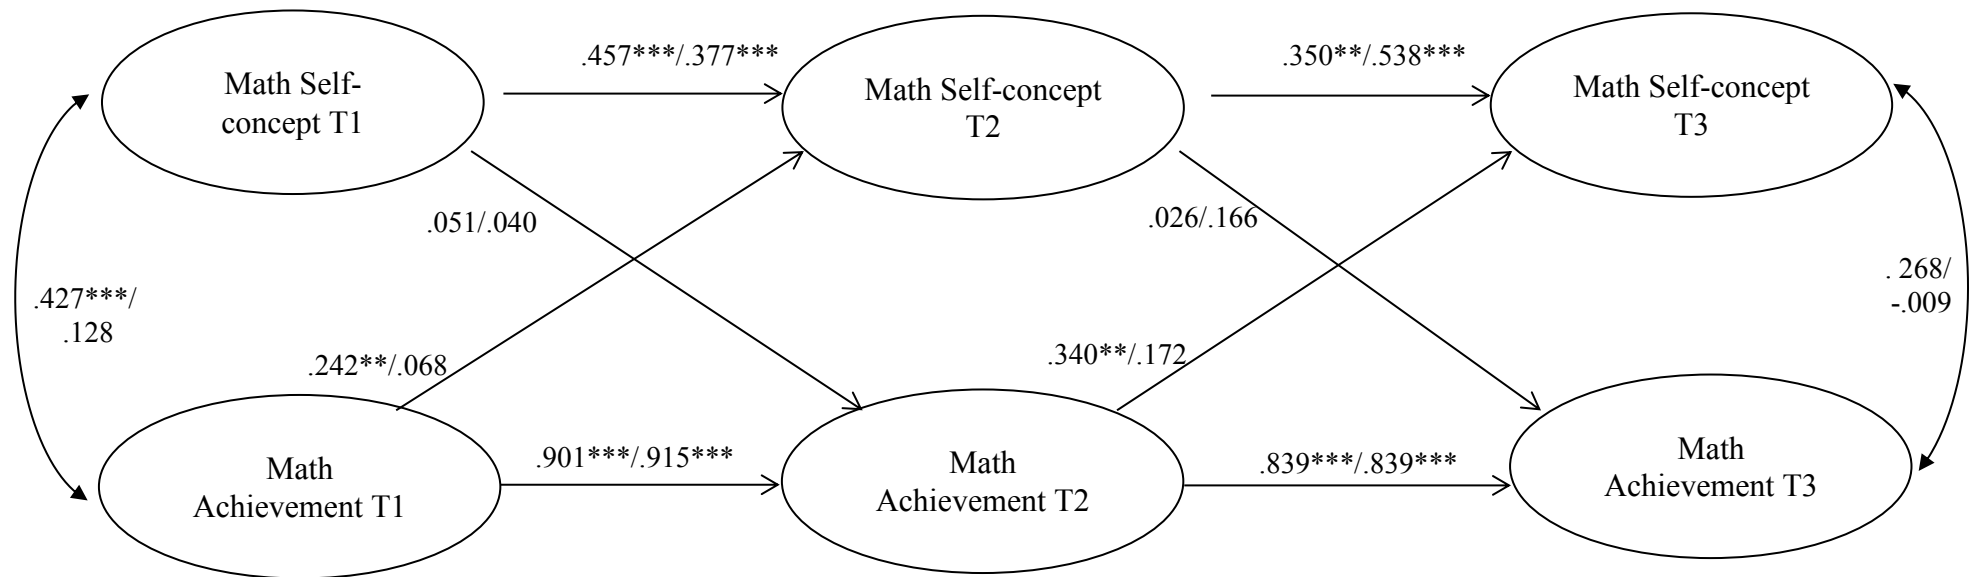 .457***/.377***
.350**/.538***
Math Self-
concept T1
Math Self-concept
T2
Math Self-concept
T3
.051/.040
.026/.166
.427***/
.128
. 268/
-.009
.242**/.068
.340**/.172
.901***/.915***
.839***/.839***
Math
Achievement T1
Math
Achievement T2
Math
Achievement T3